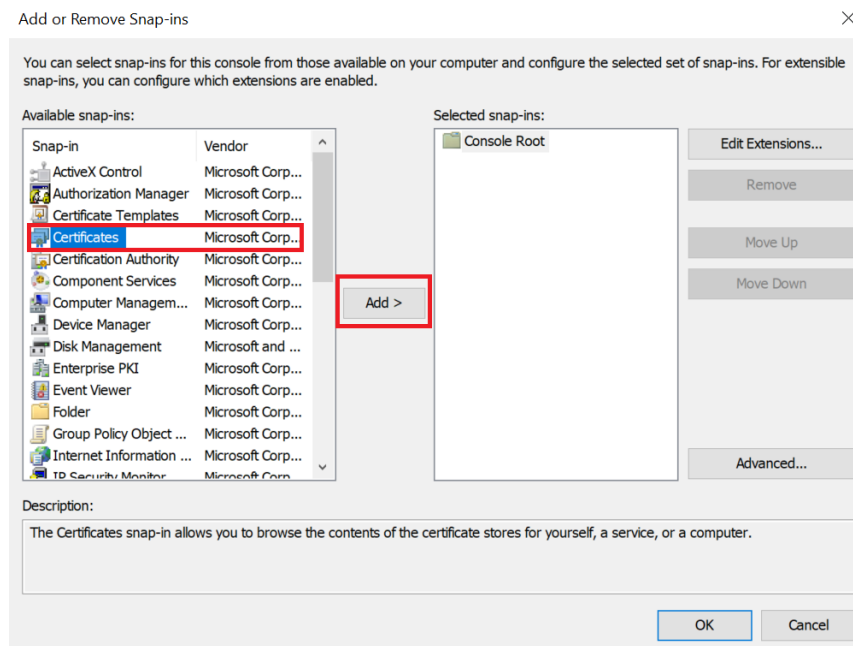 Add or Remove Snap-ins
You can select snap-ins for this console from those available on your computer and configure the selected set of snap-ins. For extensible
snap-ins, you can configure which extensions are enabled.
Available snap-ins:
Snap-in Vendor
ActiveX Control Microsoft Corp...
Authorization Manager Microsoft Corp...
Certificate Templates Microsoft Corp...
Certificates Microsoft Corp...
Certification Authority Microsoft Corp...
Component Services Microsoft Corp...
Computer Managem... Microsoft Corp...
Device Manager Microsoft Corp...
Disk Management Microsoft and ...
Enterprise PKI Microsoft Corp...
Event Viewer Microsoft Corp...
Folder Microsoft Corp...
Group Policy Object ... Microsoft Corp...
Internet Information ... Microsoft Corp...
IP Security Monitor Microsoft Corp
Add >
Selected snap-ins:
Console Root
Edit Extensions...
Remove
Move Up
Move Down
Advanced...
Description:
The Certificates snap-in allows you to browse the contents of the certificate stores for yourself, a service, or a computer.
OK Cancel